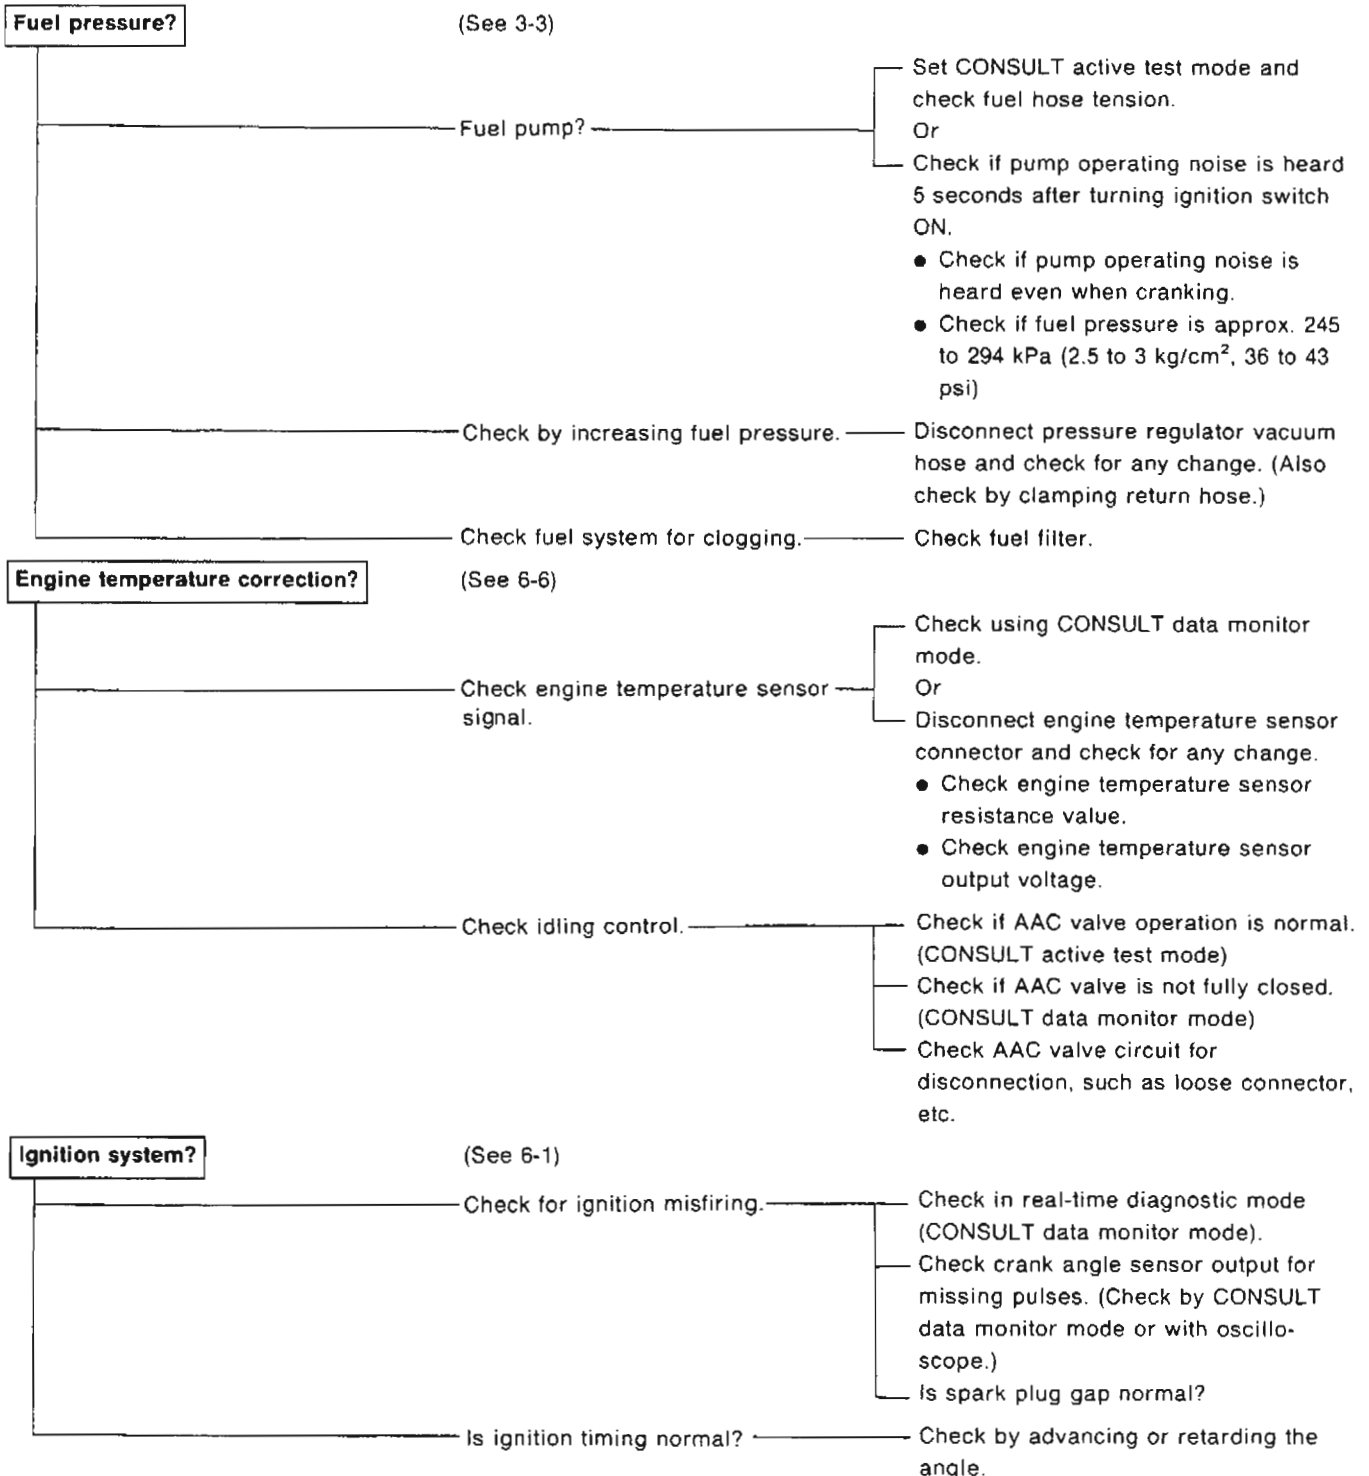 Fuel pressure?
(See 3-3)
Fuel pump?
Set CONSULT active test mode and
check fuel hose tension.
Or
Check if pump operating noise is heard
5 seconds after turning ignition switch
ON.
● Check if pump operating noise is
heard even when cranking.
● Check if fuel pressure is approx. 245
to 294 kPa (2.5 to 3 kg/cm², 36 to 43
psi)
Check by increasing fuel pressure.
Disconnect pressure regulator vacuum
hose and check for any change. (Also
check by clamping return hose.)
Check fuel system for clogging.
Check fuel filter.
Engine temperature correction?
(See 6-6)
Check engine temperature sensor
signal.
Check using CONSULT data monitor
mode.
Or
Disconnect engine temperature sensor
connector and check for any change.
● Check engine temperature sensor
resistance value.
● Check engine temperature sensor
output voltage.
Check idling control.
Check if AAC valve operation is normal.
(CONSULT active test mode)
Check if AAC valve is not fully closed.
(CONSULT data monitor mode)
Check AAC valve circuit for
disconnection, such as loose connector,
etc.
Ignition system?
(See 6-1)
Check for ignition misfiring.
Check in real-time diagnostic mode
(CONSULT data monitor mode).
Check crank angle sensor output for
missing pulses. (Check by CONSULT
data monitor mode or with oscillo-
scope.)
Is spark plug gap normal?
Is ignition timing normal?
Check by advancing or retarding the
angle.